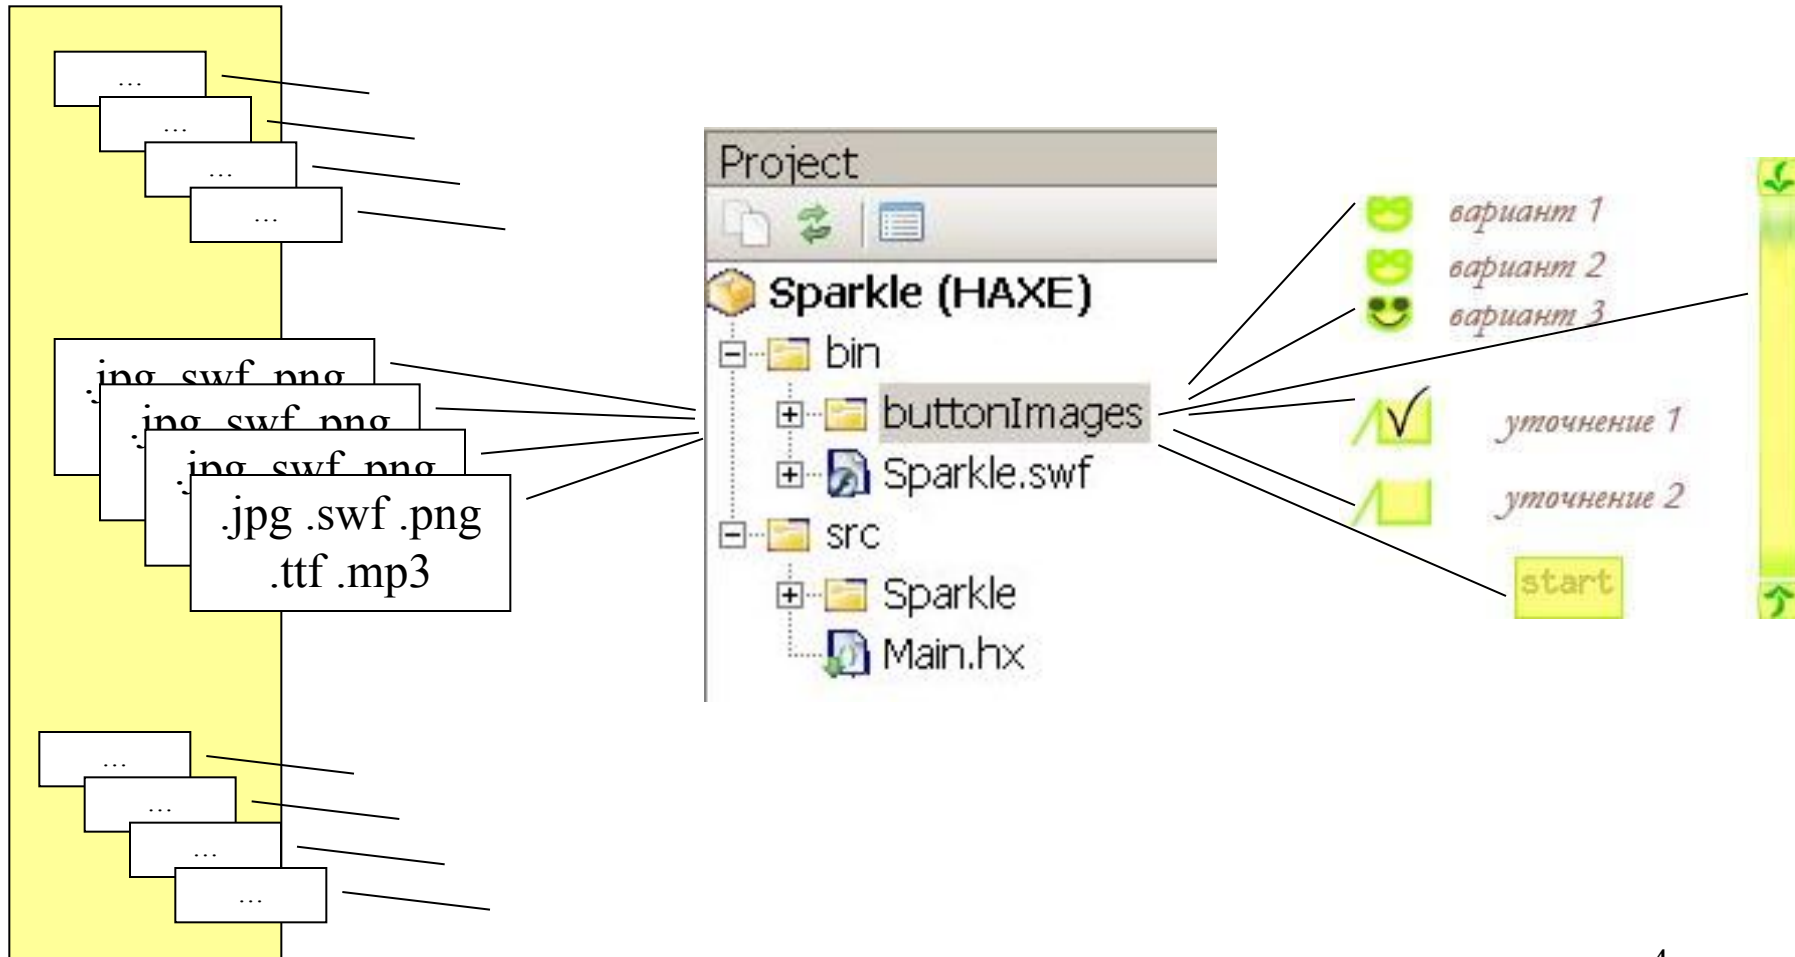 ...
...
...
...
.jpg .swf .png
.jpg .swf .png
.jpg .swf .png
.jpg .swf .png
.ttf .mp3
...
...
...
...
Project
Sparkle (HAXE)
bin
buttonImages
Sparkle.swf
src
Sparkle
Main.hx
вариант 1
вариант 2
вариант 3
уточнение 1
уточнение 2
start